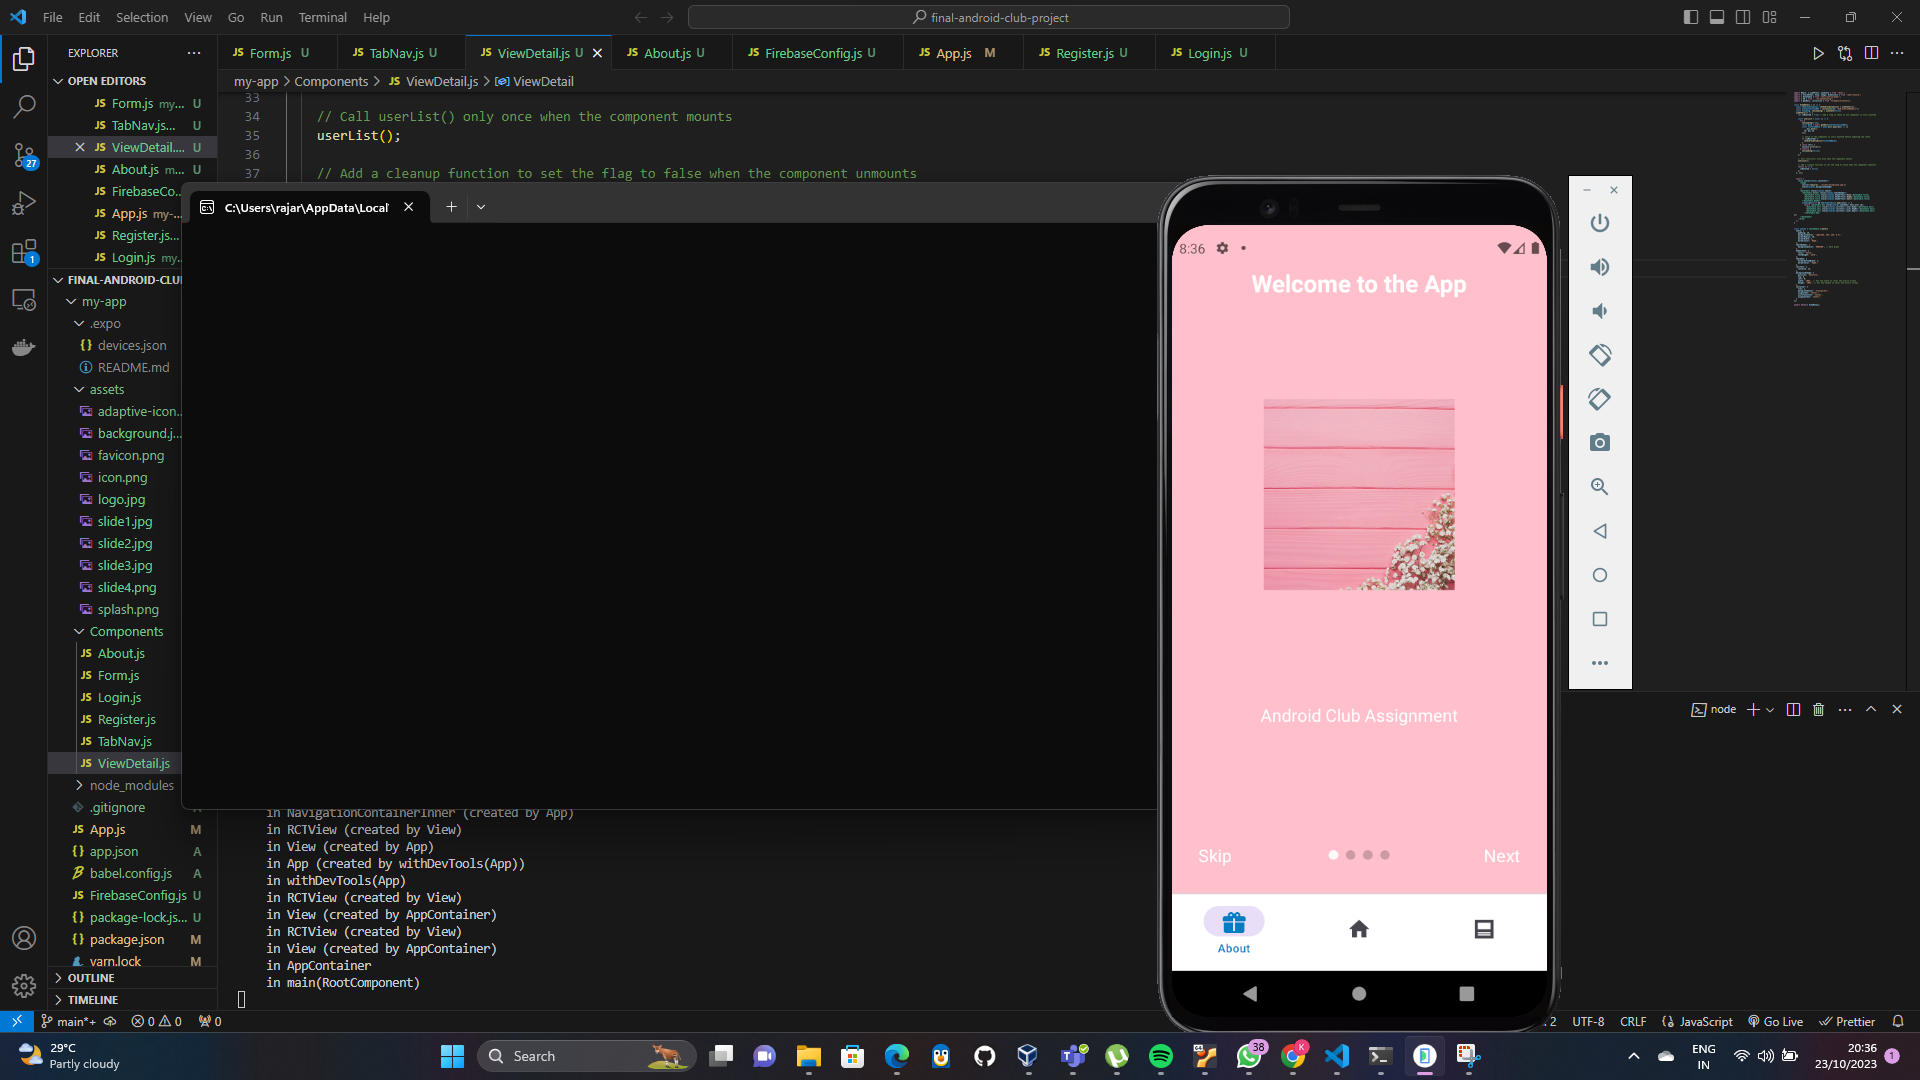 File Edit Selection View Go Run Terminal Help
final-android-club-project
EXPLORER
Form.js U
TabNav.js U
ViewDetail.js U
About.js U
FirebaseConfig.js U
App.js M
Register.js U
Login.js U
my-app > Components > JS ViewDetail.js > ViewDetail
OPEN EDITORS
JS Form.js my... U
JS TabNav.js... U
JS ViewDetail.... U
JS About.js my... U
JS FirebaseCo...
JS App.js my-...
JS Register.js...
JS Login.js my...
33
34 // Call userList() only once when the component mounts
35 userList();
36
37 // Add a cleanup function to set the flag to false when the component unmounts
C:\Users\rajar\AppData\Local\
27
1
FINAL-ANDROID-CLU
my-app
.expo
{} devices.json
README.md
assets
adaptive-icon...
background.j...
favicon.png
icon.png
logo.jpg
slide1.jpg
slide2.jpg
slide3.jpg
slide4.png
splash.png
Components
JS About.js
JS Form.js
JS Login.js
JS Register.js
JS TabNav.js
JS ViewDetail.js
node_modules
.gitignore
JS App.js M
{} app.json A
babel.config.js A
JS FirebaseConfig.js U
{} package-lock.js... U
{} package.json M
yarn.lock M
OUTLINE
TIMELINE
8:36
Welcome to the App
Android Club Assignment
Skip
Next
About
node
in NavigationContainerInner (created by App)
in RCTView (created by View)
in View (created by App)
in App (created by withDevTools(App))
in withDevTools(App)
in RCTView (created by View)
in View (created by AppContainer)
in RCTView (created by View)
in View (created by AppContainer)
in AppContainer
in main(RootComponent)
main*+ 0 0 0
2 UTF-8 CRLF {} JavaScript Go Live Prettier
29°C
Partly cloudy
Search
38
K
ENG
IN
20:36
23/10/2023
1